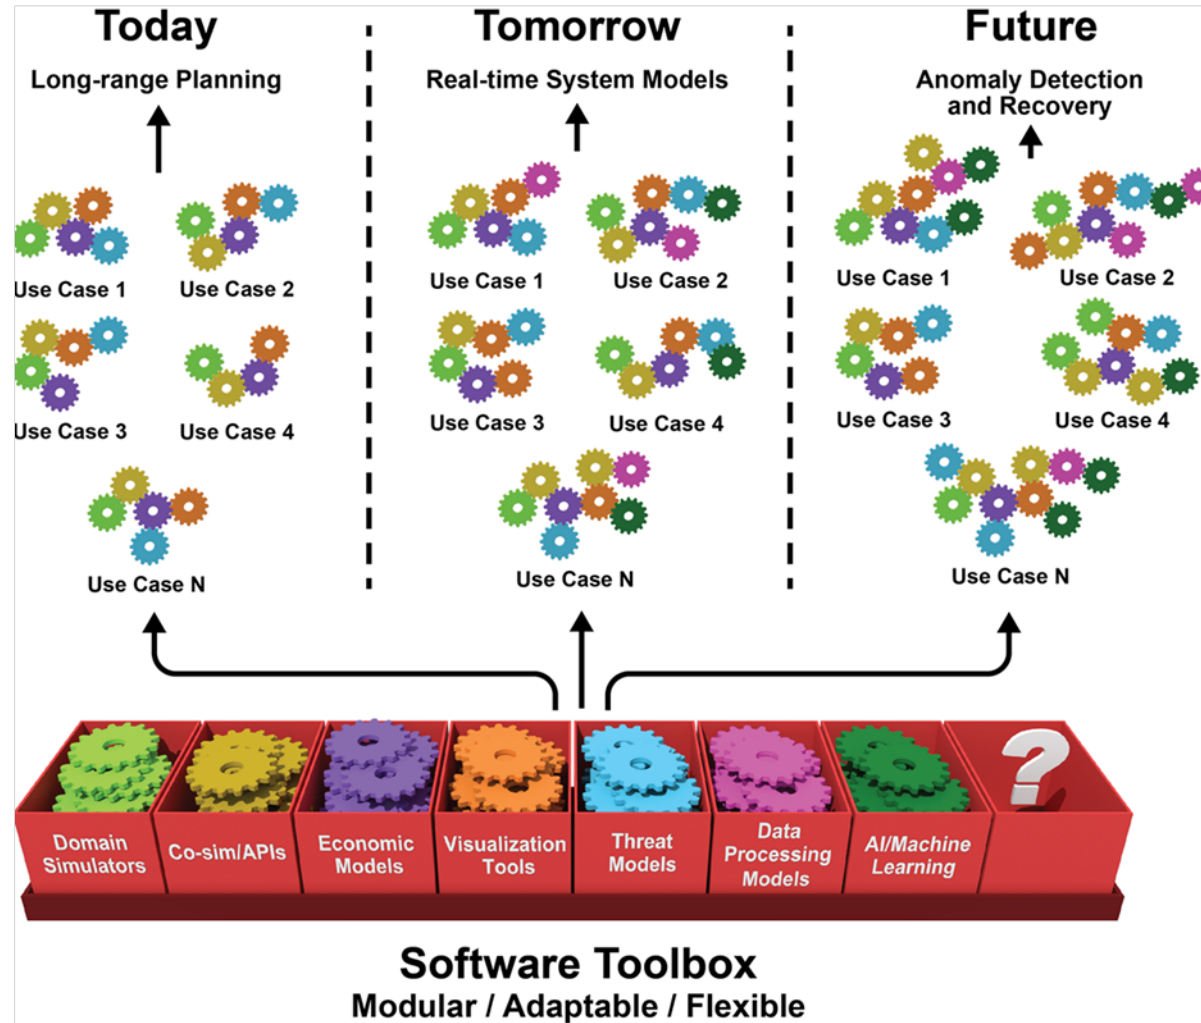 Today
Long-range Planning
Use Case 1
Use Case 2
Use Case 3
Use Case 4
Use Case N
Tomorrow
Real-time System Models
Use Case 1
Use Case 2
Use Case 3
Use Case 4
Use Case N
Future
Anomaly Detection
and Recovery
Use Case 1
Use Case 2
Use Case 3
Use Case 4
Use Case N
Domain
Simulators
Co-sim/APIs
Economic
Models
Visualization
Tools
Threat
Models
Data
Processing
Models
AI/Machine
Learning
?
Software Toolbox
Modular / Adaptable / Flexible